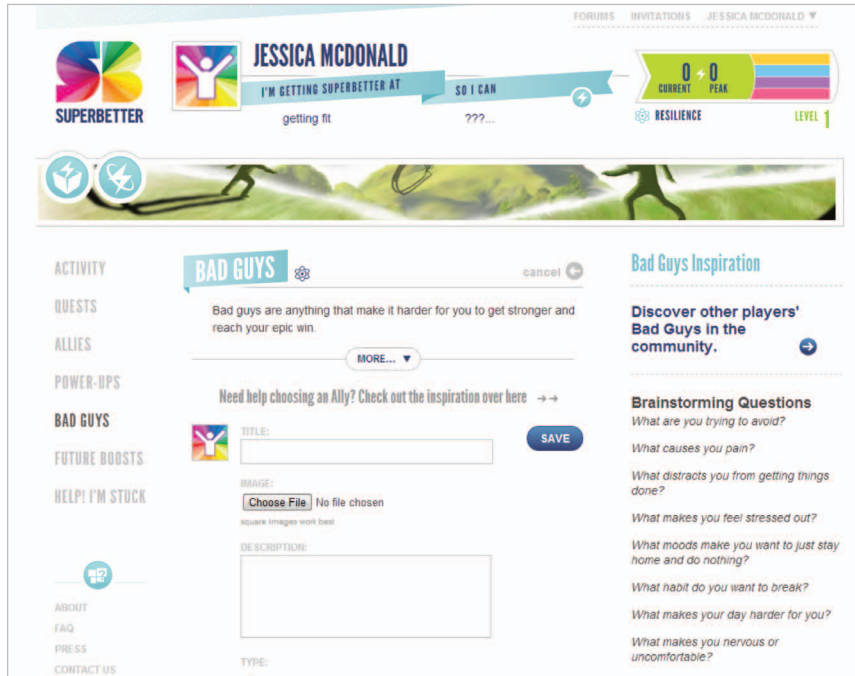 FORUMS INVITATIONS JESSICA MCDONALD ▼
SUPERBETTER
JESSICA MCDONALD
I'M GETTING SUPERBETTER AT
SO I CAN
getting fit
???...
0 0
CURRENT PEAK
RESILIENCE
LEVEL 1
ACTIVITY
QUESTS
ALLIES
POWER-UPS
BAD GUYS
FUTURE BOOSTS
HELP! I'M STUCK
ABOUT
FAQ
PRESS
CONTACT US
BAD GUYS
cancel
Bad guys are anything that make it harder for you to get stronger and
reach your epic win.
MORE... ▼
Need help choosing an Ally? Check out the inspiration over here →→
TITLE:
SAVE
IMAGE:
Choose File No file chosen
square images work best
DESCRIPTION:
TYPE:
Bad Guys Inspiration
Discover other players'
Bad Guys in the
community.
Brainstorming Questions
What are you trying to avoid?
What causes you pain?
What distracts you from getting things
done?
What makes you feel stressed out?
What moods make you want to just stay
home and do nothing?
What habit do you want to break?
What makes your day harder for you?
What makes you nervous or
uncomfortable?